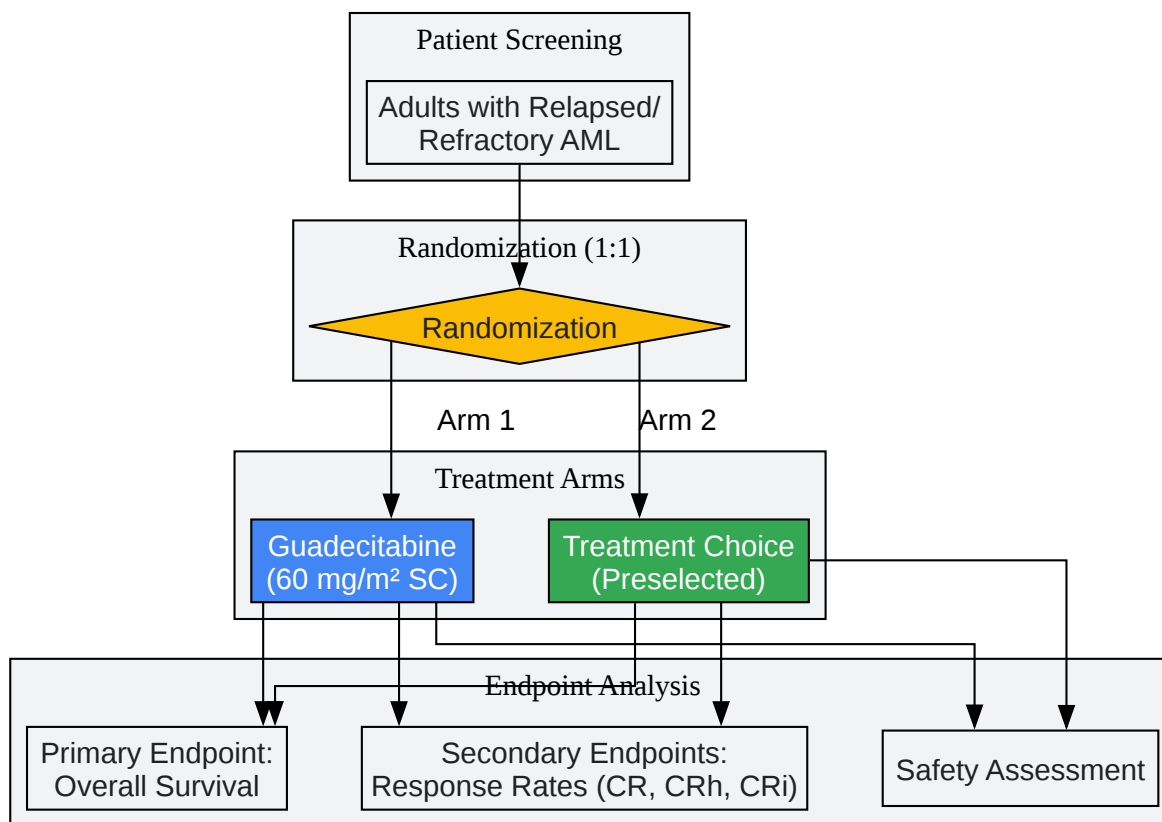 Patient Screening
Adults with Relapsed/
Refractory AML
Randomization (1:1)
Randomization
Arm 1
Arm 2
Treatment Arms
Guadecitabine
(60 mg/m² SC)
Treatment Choice
(Preselected)
Endpoint Analysis
Primary Endpoint:
Overall Survival
Secondary Endpoints:
Response Rates (CR, CRh, CRi)
Safety Assessment